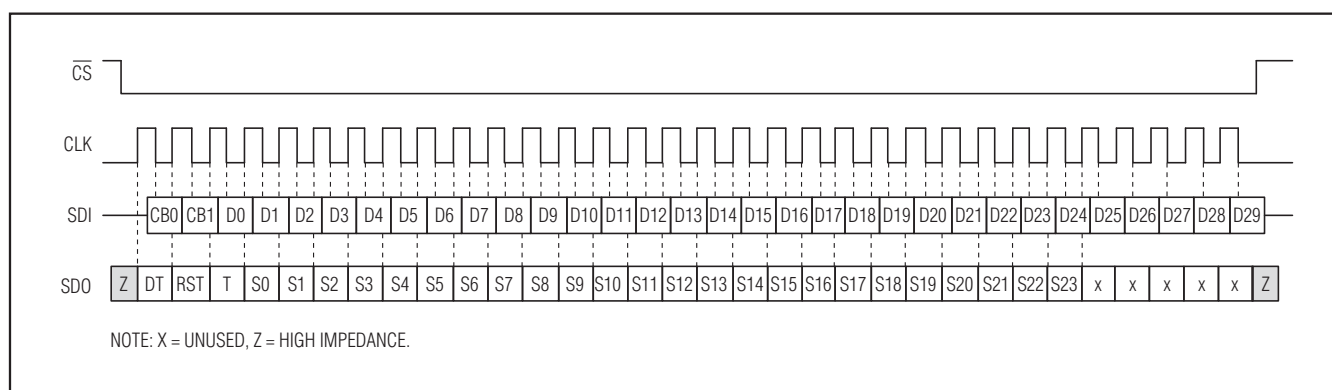 CS
CLK
SDI CB0 CB1 D0 D1 D2 D3 D4 D5 D6 D7 D8 D9 D10 D11 D12 D13 D14 D15 D16 D17 D18 D19 D20 D21 D22 D23 D24 D25 D26 D27 D28 D29
SDO Z DT RST T S0 S1 S2 S3 S4 S5 S6 S7 S8 S9 S10 S11 S12 S13 S14 S15 S16 S17 S18 S19 S20 S21 S22 S23 x x x x x Z
NOTE: X = UNUSED, Z = HIGH IMPEDANCE.